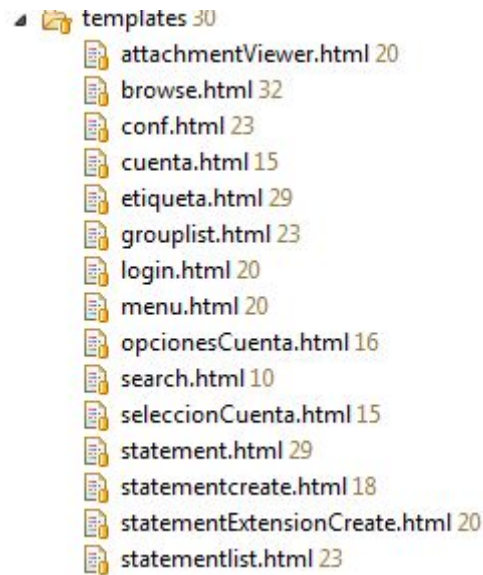 templates 30
attachmentViewer.html 20
browse.html 32
conf.html 23
cuenta.html 15
etiqueta.html 29
grouplist.html 23
login.html 20
menu.html 20
opcionesCuenta.html 16
search.html 10
seleccionCuenta.html 15
statement.html 29
statementcreate.html 18
statementExtensionCreate.html 20
statementlist.html 23